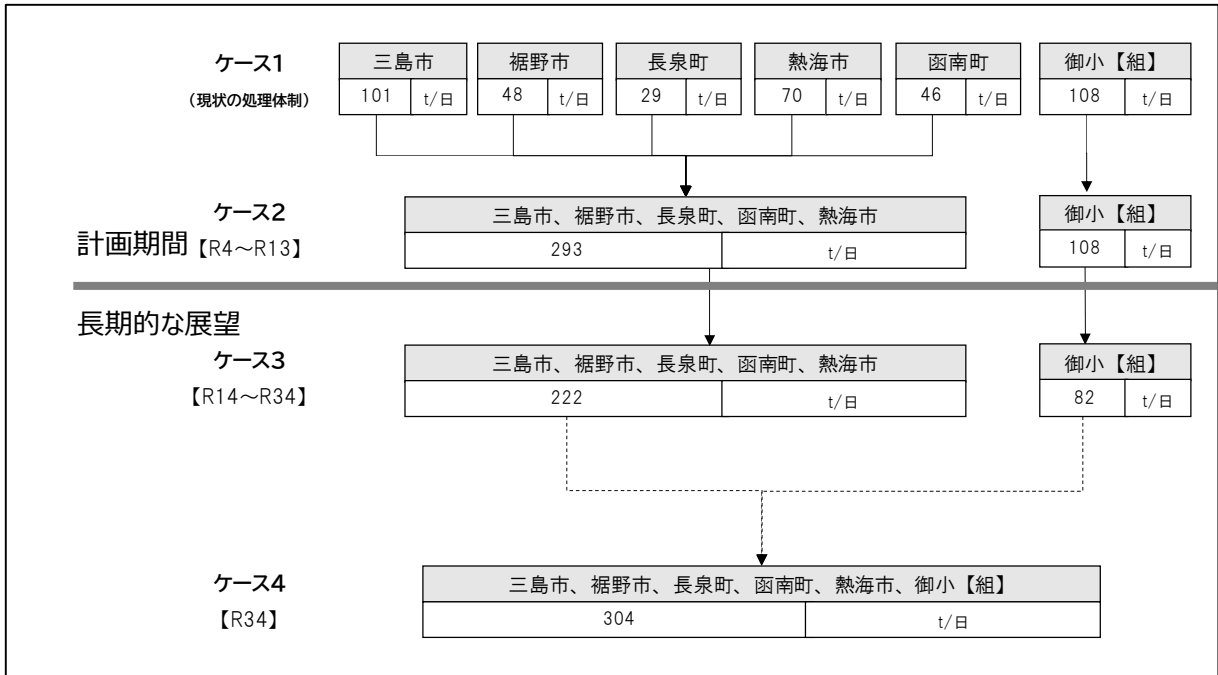 ケース1
(現状の処理体制)
三島市 裾野市 長泉町 熱海市 函南町 御小【組】
101 t/日 48 t/日 29 t/日 70 t/日 46 t/日 108 t/日
ケース2
計画期間【R4～R13】
三島市、裾野市、長泉町、函南町、熱海市 御小【組】
293 t/日 108 t/日
長期的な展望
ケース3
【R14～R34】
三島市、裾野市、長泉町、函南町、熱海市 御小【組】
222 t/日 82 t/日
ケース4
【R34】
三島市、裾野市、長泉町、函南町、熱海市、御小【組】
304 t/日